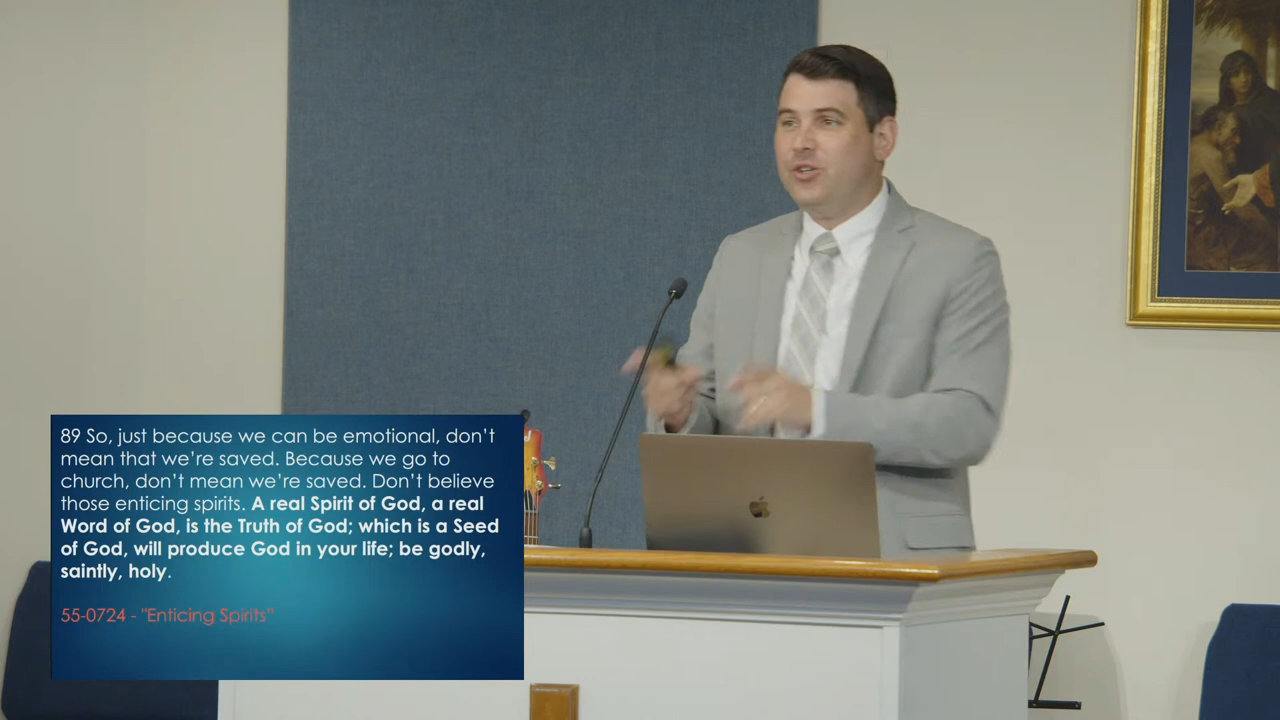 89 So, just because we can be emotional, don't
mean that we're saved. Because we go to
church, don't mean we're saved. Don't believe
those enticing spirits. A real Spirit of God, a real
Word of God, is the Truth of God; which is a Seed
of God, will produce God in your life; be godly,
saintly, holy.
55-0724 - "Enticing Spirits"